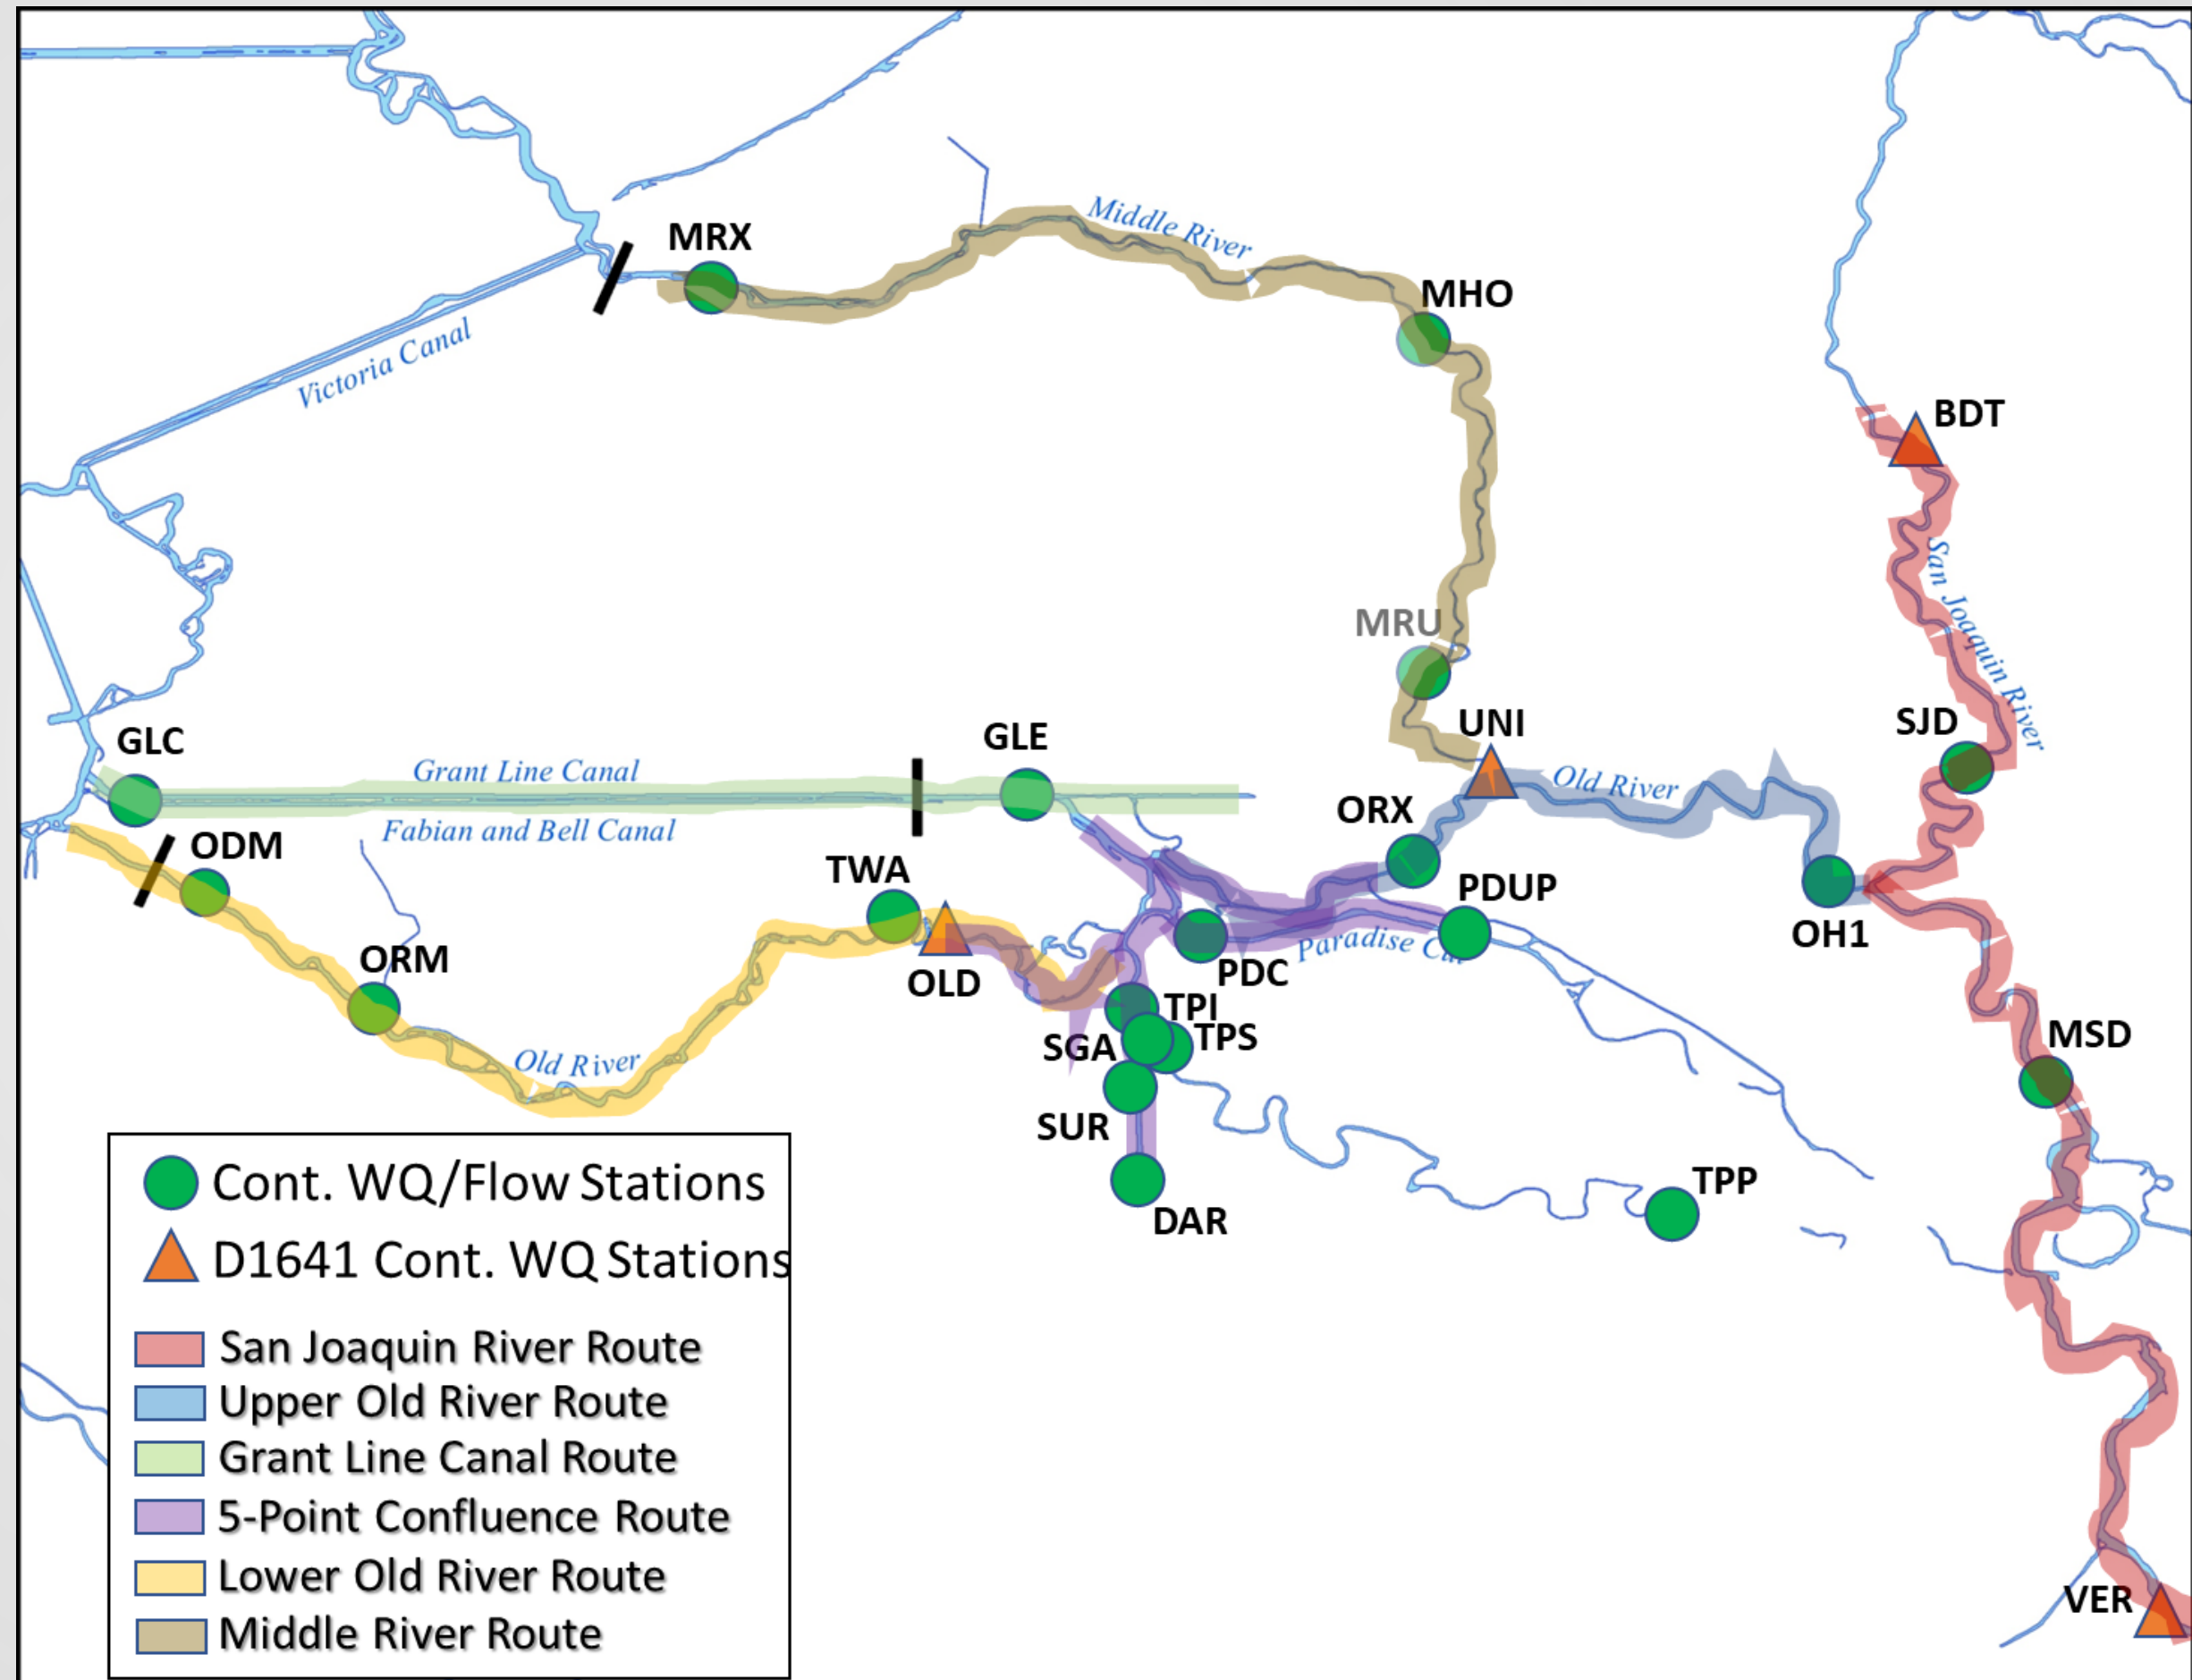 Middle River
MRX
MHO
Victoria Canal
BDT
San Joaquin River
MRU
UNI
SJD
GLC
GLE
Grant Line Canal
Old River
ORX
Fabian and Bell Canal
ODM
TWA
PDUP
OH1
Paradise Cut
ORM
OLD
PDC
TPI
TPS
SGA
MSD
Old River
SUR
TPP
DAR
Cont. WQ/Flow Stations
D1641 Cont. WQ Stations
San Joaquin River Route
Upper Old River Route
Grant Line Canal Route
5-Point Confluence Route
Lower Old River Route
Middle River Route
VER